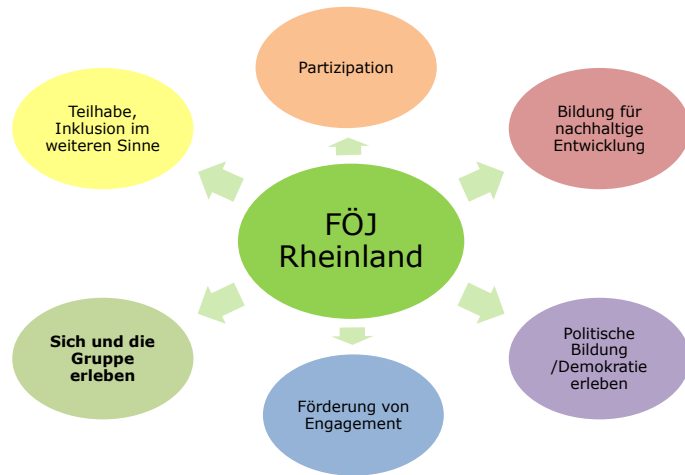 Partizipation
Teilhabe,
Inklusion im
weiteren Sinne
Bildung für
nachhaltige
Entwicklung
FÖJ
Rheinland
Sich und die
Gruppe
erleben
Politische
Bildung
/Demokratie
erleben
Förderung von
Engagement